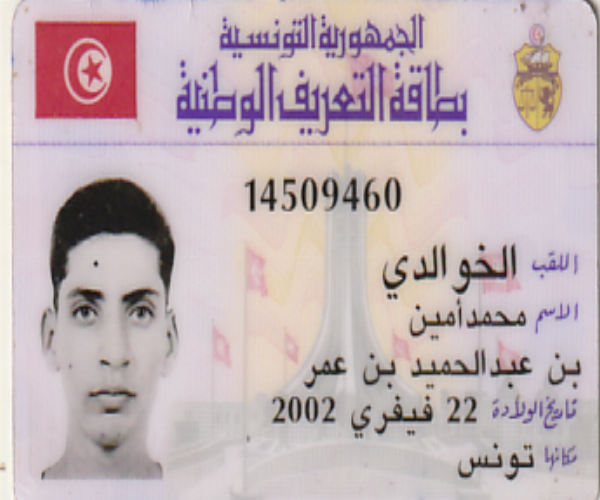 الجمهورية التونسية
بطاقة التعريف الوطنية
14509460
اللقب الخوالدي
الاسم محمدأمين
بن عبدالحميد بن عمر
تاريخ الولادة 22 فيفري 2002
مكانها تونس